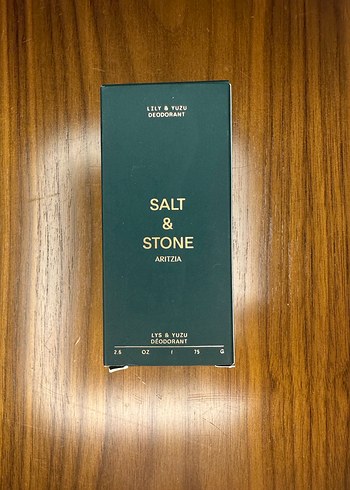 LILY & YUZU
DEODORANT
SALT
&
STONE
ARITZIA
LYS & YUZU
DÉODORANT
2.6 OZ / 75 G